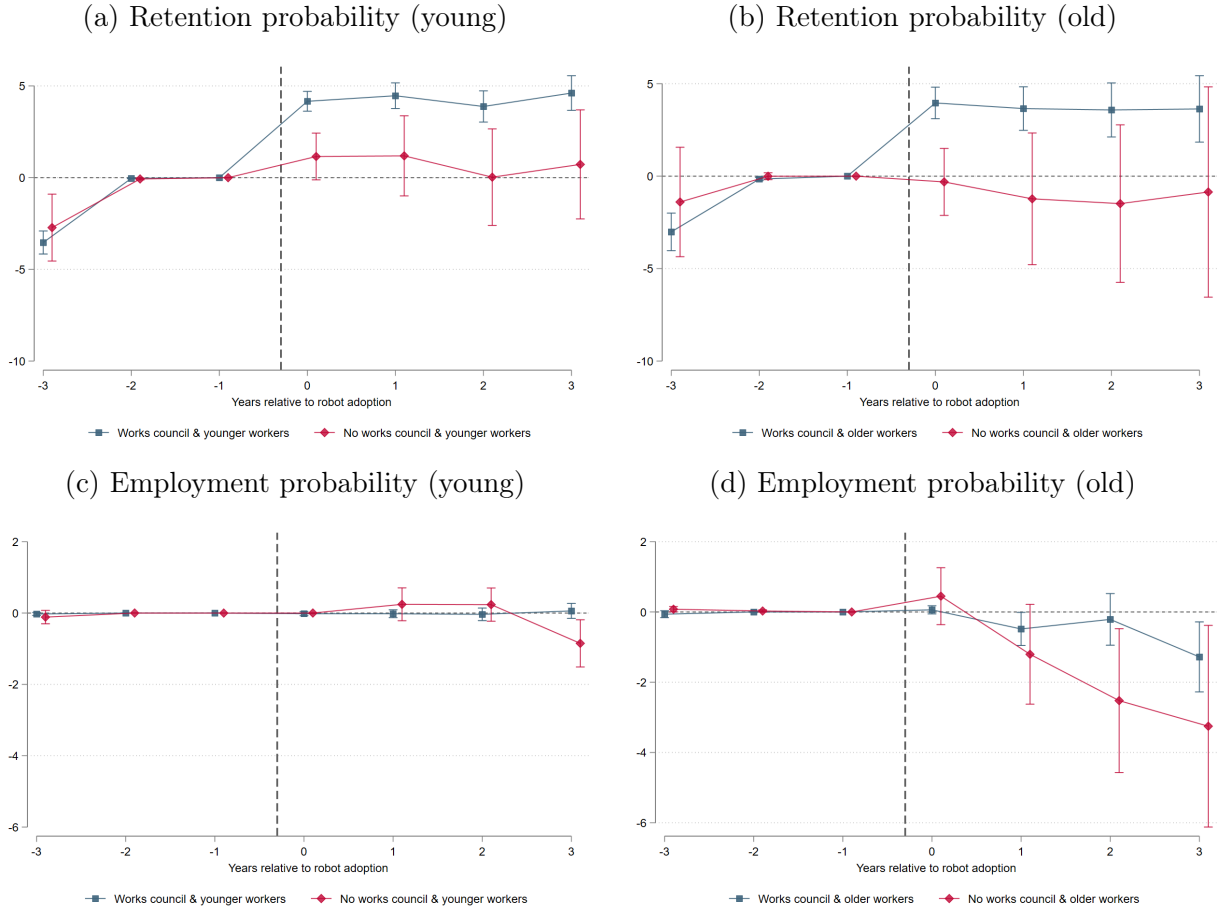 (a) Retention probability (young)
5
0
-5
-10
-3 -2 -1 0 1 2 3
Years relative to robot adoption
Works council & younger workers No works council & younger workers
(b) Retention probability (old)
5
0
-5
-10
-3 -2 -1 0 1 2 3
Years relative to robot adoption
Works council & older workers No works council & older workers
(c) Employment probability (young)
2
0
-2
-4
-6
-3 -2 -1 0 1 2 3
Years relative to robot adoption
Works council & younger workers No works council & younger workers
(d) Employment probability (old)
2
0
-2
-4
-6
-3 -2 -1 0 1 2 3
Years relative to robot adoption
Works council & older workers No works council & older workers